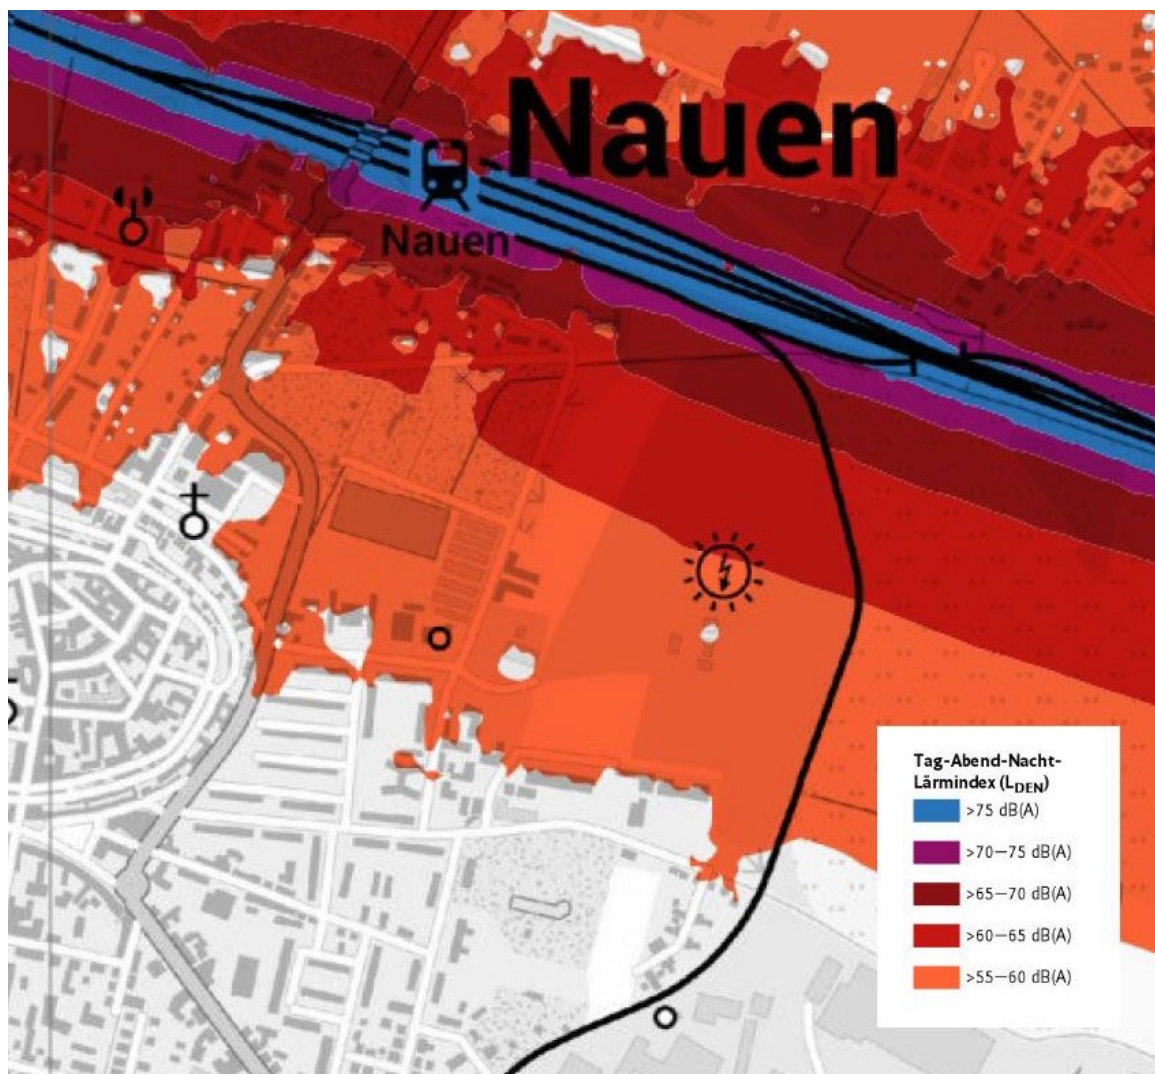 Nauen
Nauen
Tag-Abend-Nacht-
Lärmindex (LDEN)
>75 dB(A)
>70—75 dB(A)
>65—70 dB(A)
>60—65 dB(A)
>55—60 dB(A)